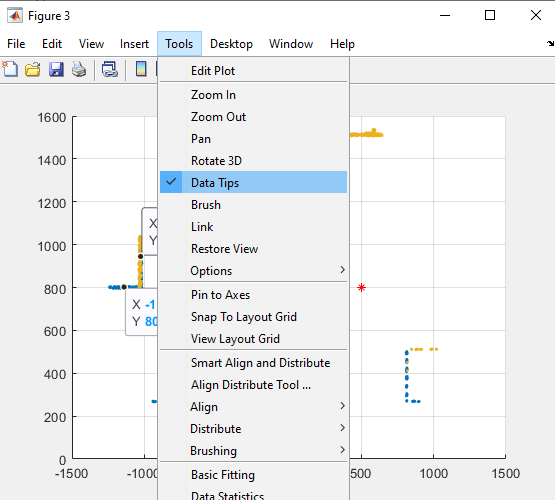 Figure 3
File Edit View Insert Tools Desktop Window Help
Edit Plot
Zoom In
Zoom Out
Pan
Rotate 3D
Data Tips
Brush
Link
Restore View
Options
Pin to Axes
Snap To Layout Grid
View Layout Grid
Smart Align and Distribute
Align Distribute Tool ...
Align
Distribute
Brushing
Basic Fitting
Data Statistics
1600
1400
1200
1000
800
600
400
200
0
X
Y
X -1
Y 80
-1500 -1000 500 1000 1500